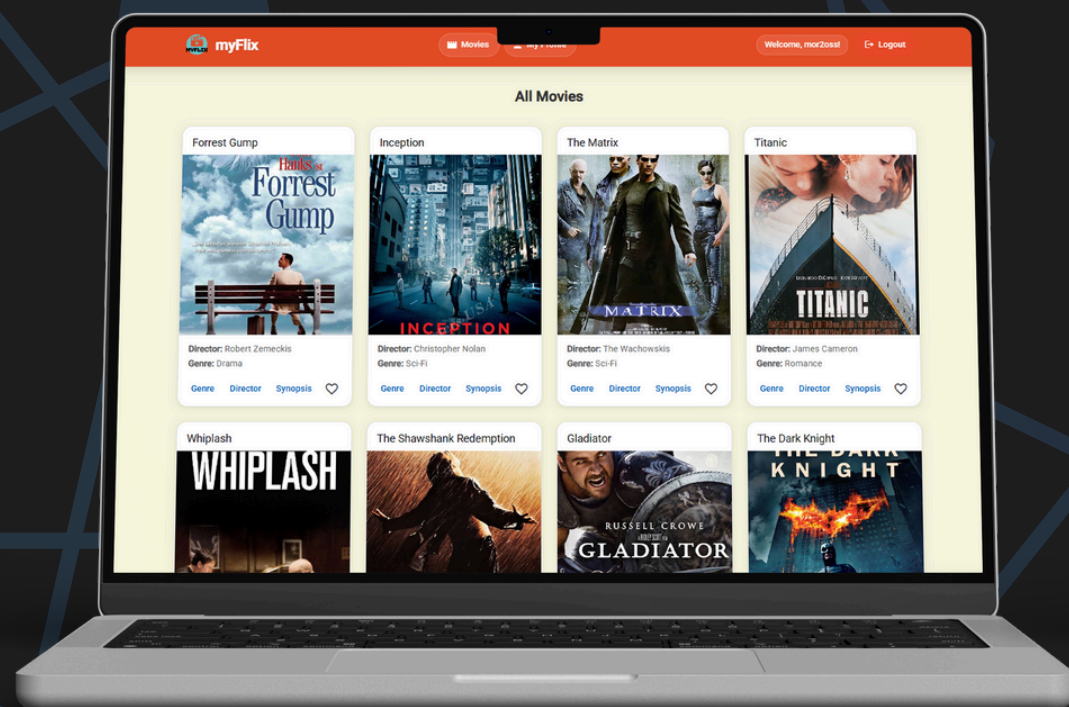 MYFLIX
myFlix
Movies
My Profile
Welcome, mor2oss!
Logout
All Movies
Forrest Gump
Inception
The Matrix
Titanic
Hanks
Forrest
Gump
INCEPTION
MATRIX
TITANIC
Director: Robert Zemeckis
Genre: Drama
Director: Christopher Nolan
Genre: Sci-Fi
Director: The Wachowskis
Genre: Sci-Fi
Director: James Cameron
Genre: Romance
Genre Director Synopsis
Genre Director Synopsis
Genre Director Synopsis
Genre Director Synopsis
Whiplash
The Shawshank Redemption
Gladiator
The Dark Knight
WHIPLASH
RUSSELL CROWE
GLADIATOR
THE DARK
KNIGHT